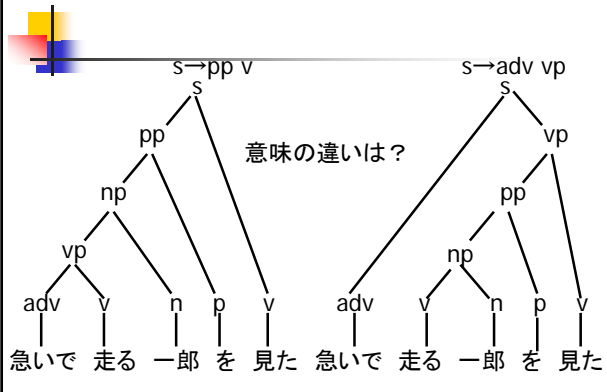 s→pp v s→adv vp
s s
pp 意味の違いは？ vp
np pp
vp np
adv v n p v adv v n p v
急いで 走る 一郎 を 見た 急いで 走る 一郎 を 見た